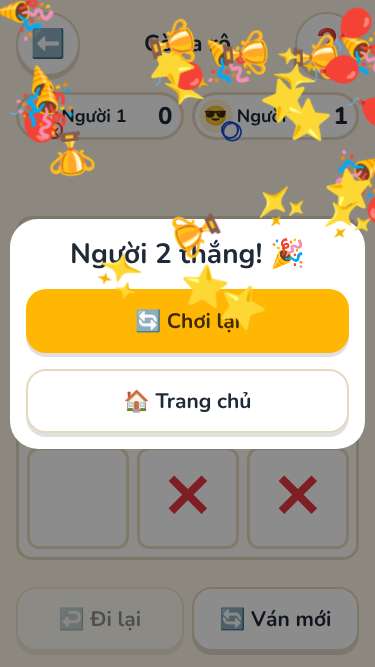 Người 1
0
1
Người 2 thắng!
Chơi lại
Trang chủ
Đi lại
Ván mới